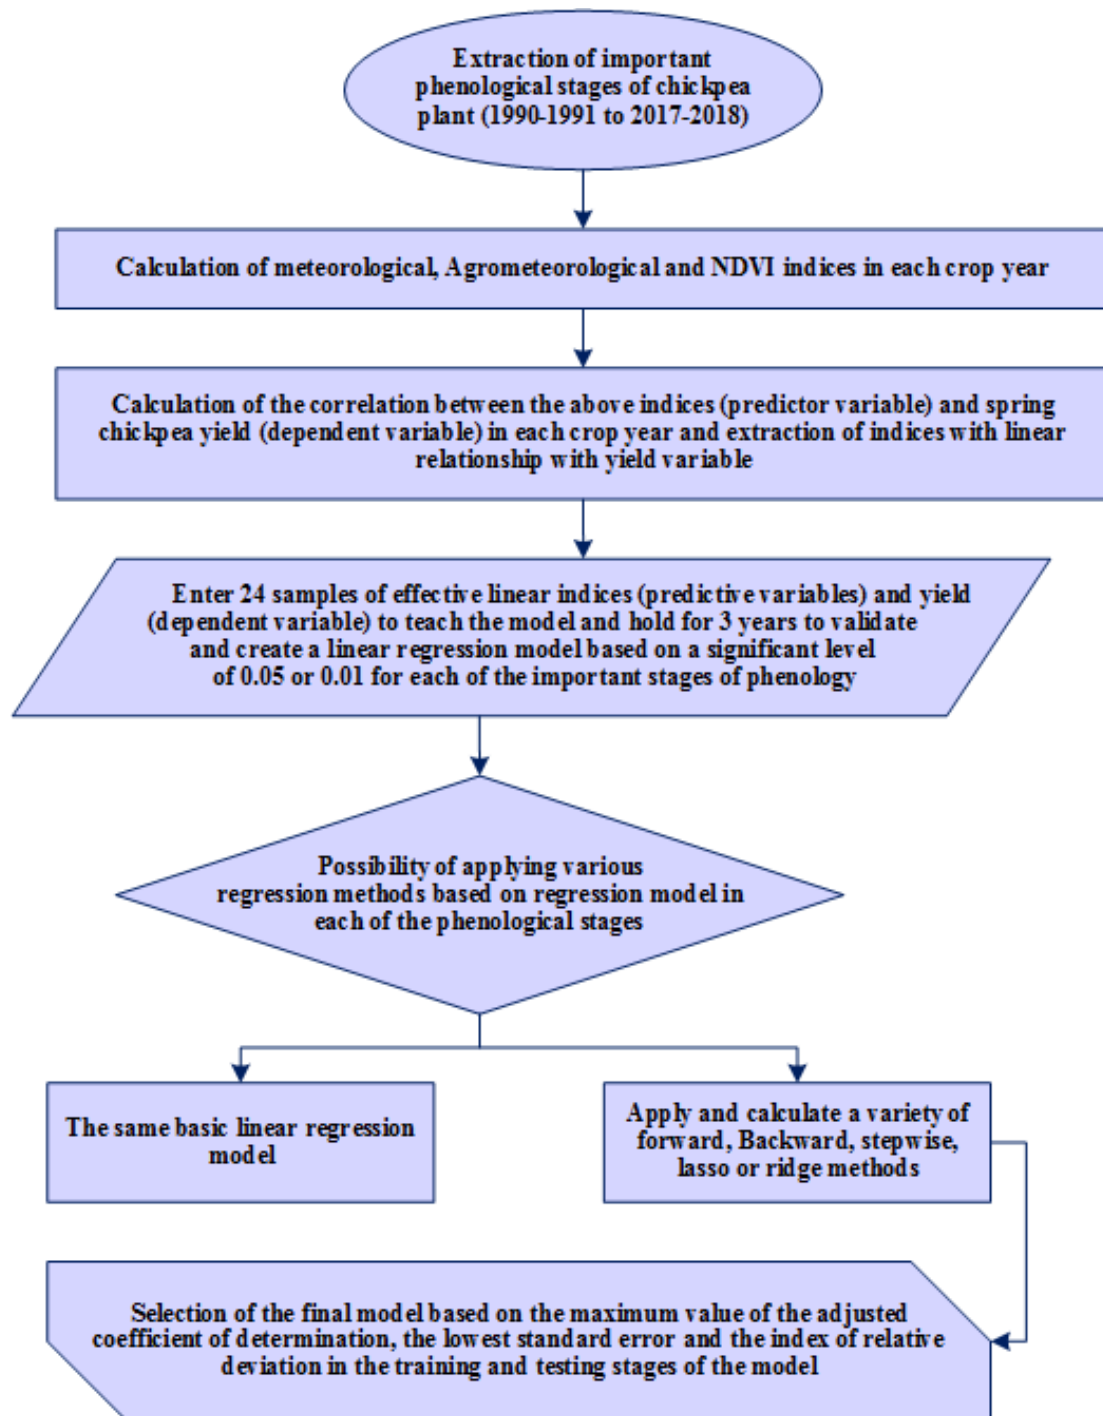 Extraction of important
phenological stages of chickpea
plant (1990-1991 to 2017-2018)
Calculation of meteorological, Agrometeorological and NDVI indices in each crop year
Calculation of the correlation between the above indices (predictor variable) and spring
chickpea yield (dependent variable) in each crop year and extraction of indices with linear
relationship with yield variable
Enter 24 samples of effective linear indices (predictive variables) and yield
(dependent variable) to teach the model and hold for 3 years to validate
and create a linear regression model based on a significant level
of 0.05 or 0.01 for each of the important stages of phenology
Possibility of applying various
regression methods based on regression model in
each of the phenological stages
The same basic linear regression
model
Apply and calculate a variety of
forward, Backward, stepwise,
lasso or ridge methods
Selection of the final model based on the maximum value of the adjusted
coefficient of determination, the lowest standard error and the index of relative
deviation in the training and testing stages of the model